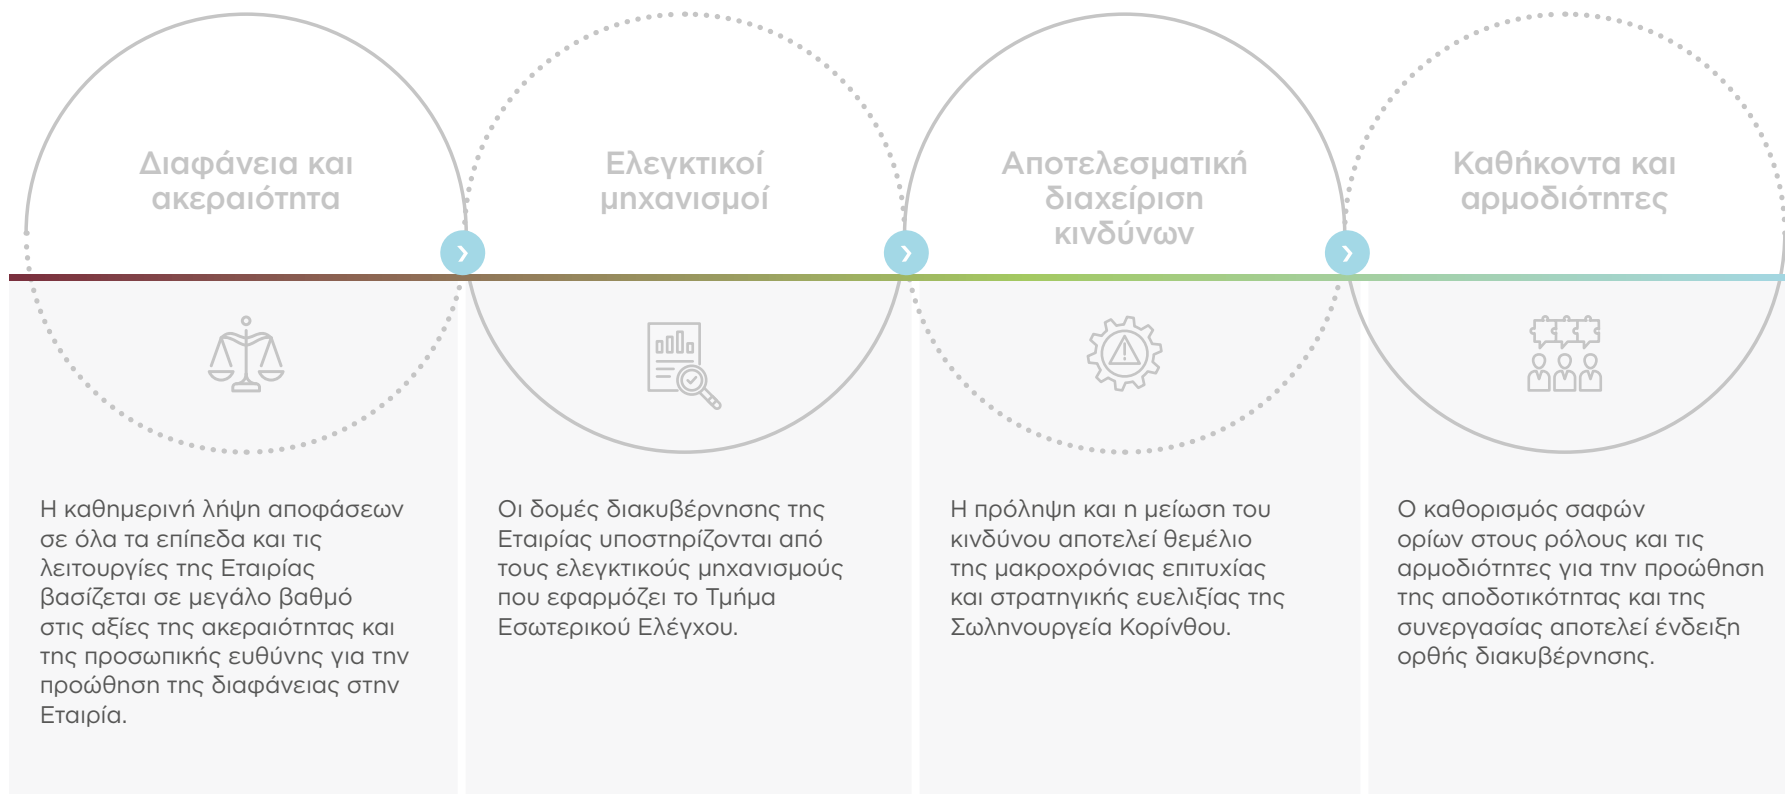 Διαφάνεια και
ακεραιότητα
Η καθημερινή λήψη αποφάσεων
σε όλα τα επίπεδα και τις
λειτουργίες της Εταιρίας
βασίζεται σε μεγάλο βαθμό
στις αξίες της ακεραιότητας και
της προσωπικής ευθύνης για την
προώθηση της διαφάνειας στην
Εταιρία.
Ελεγκτικοί
μηχανισμοί
Οι δομές διακυβέρνησης της
Εταιρίας υποστηρίζονται από
τους ελεγκτικούς μηχανισμούς
που εφαρμόζει το Τμήμα
Εσωτερικού Ελέγχου.
Αποτελεσματική
διαχείριση
κινδύνων
Η πρόληψη και η μείωση του
κινδύνου αποτελεί θεμέλιο
της μακροχρόνιας επιτυχίας
και στρατηγικής ευελιξίας της
Σωληνουργεία Κορίνθου.
Καθήκοντα και
αρμοδιότητες
Ο καθορισμός σαφών
ορίων στους ρόλους και τις
αρμοδιότητες για την προώθηση
της αποδοτικότητας και της
συνεργασίας αποτελεί ένδειξη
ορθής διακυβέρνησης.